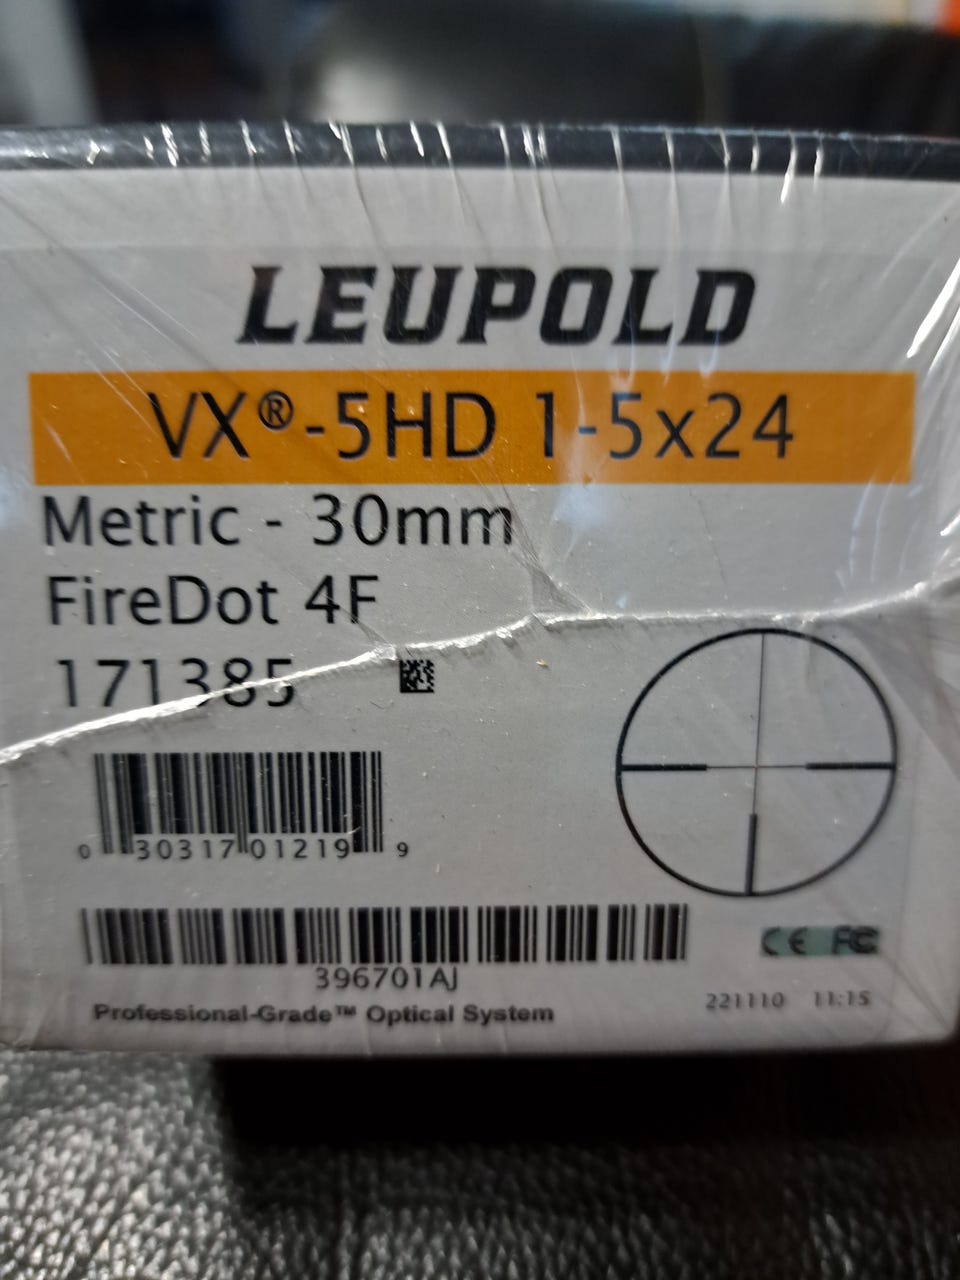 LEUPOLD
VX®-5HD 1-5x24
Metric - 30mm
FireDot 4F
171385
0 30317 01219 9
396701AJ
CE FC
Professional-Grade™ Optical System
221110 11:15